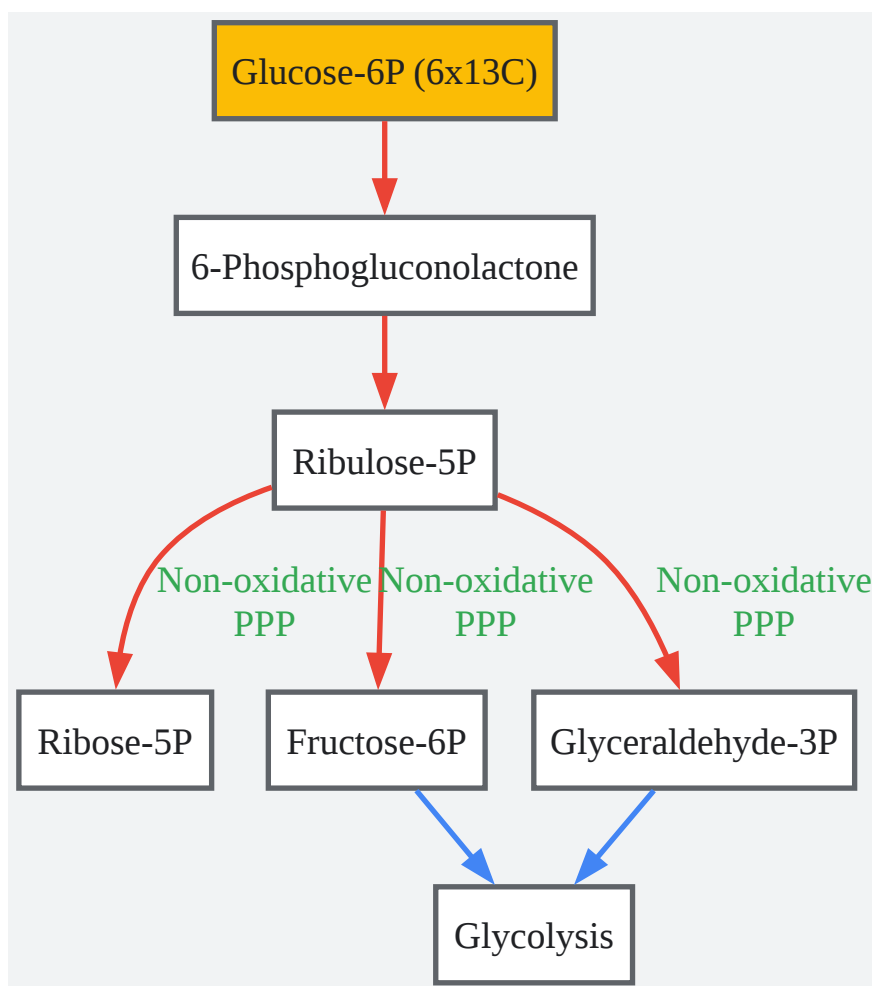 Glucose-6P (6x13C)
6-Phosphogluconolactone
Ribulose-5P
Non-oxidative
PPP
Non-oxidative
PPP
Non-oxidative
PPP
Ribose-5P
Fructose-6P
Glyceraldehyde-3P
Glycolysis